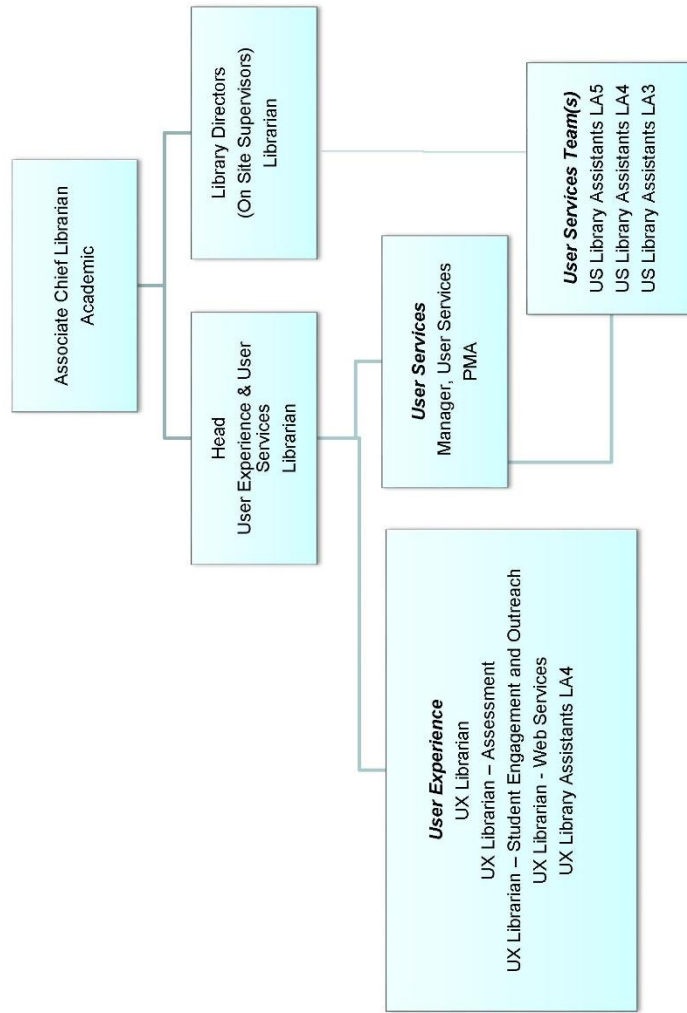 Associate Chief Librarian
Academic
Head
User Experience & User
Services
Librarian
Library Directors
(On Site Supervisors)
Librarian
User Experience
UX Librarian
UX Librarian – Assessment
UX Librarian – Student Engagement and Outreach
UX Librarian - Web Services
UX Library Assistants LA4
User Services
Manager, User Services
PMA
User Services Team(s)
US Library Assistants LA5
US Library Assistants LA4
US Library Assistants LA3